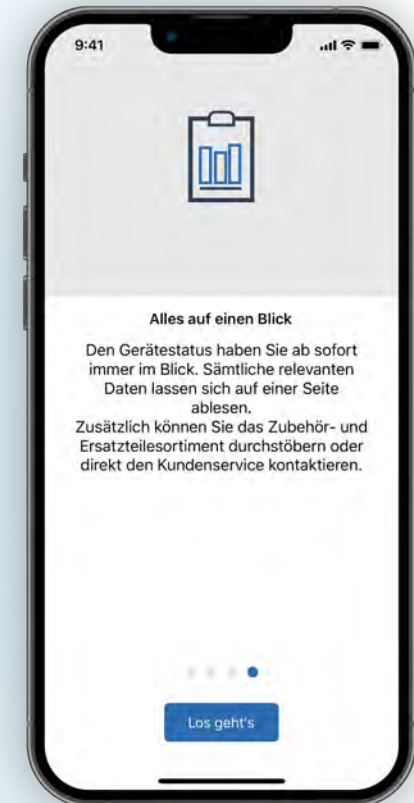 9:41
Alles auf einen Blick
Den Gerätestatus haben Sie ab sofort
immer im Blick. Sämtliche relevanten
Daten lassen sich auf einer Seite
ablesen.
Zusätzlich können Sie das Zubehör- und
Ersatzteilesortiment durchstöbern oder
direkt den Kundenservice kontaktieren.
Los geht's